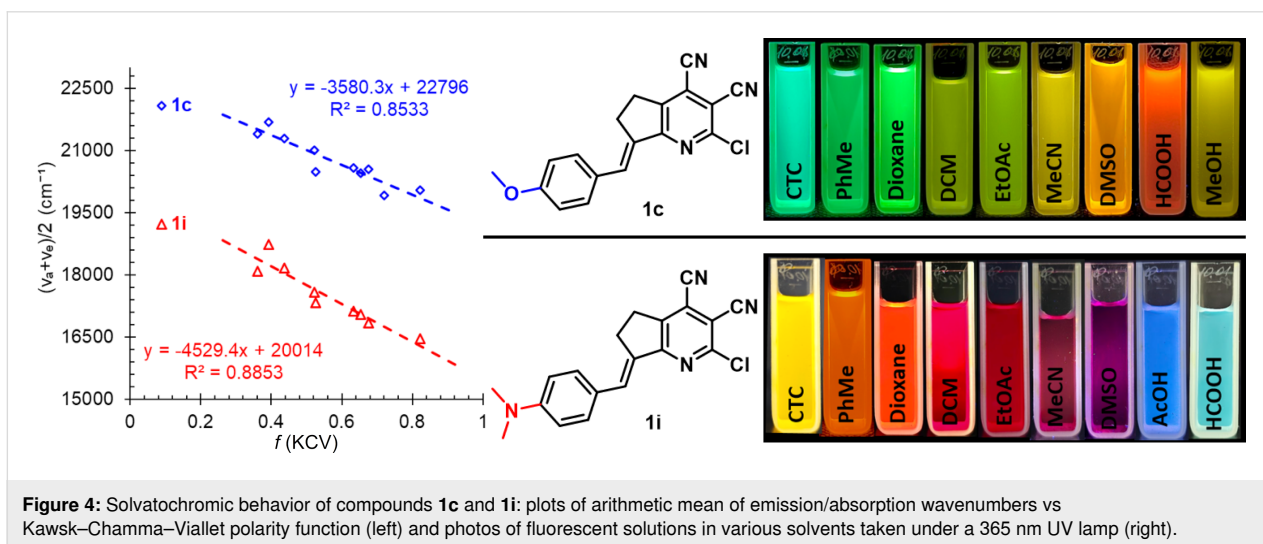 22500
21000
19500
18000
16500
15000
(νₐ+νₑ)/2 (cm⁻¹)
0
0.2
0.4
0.6
0.8
1
f (KCV)
1c
y = -3580.3x + 22796
R² = 0.8533
1i
y = -4529.4x + 20014
R² = 0.8853
CN
CN
N
Cl
O
1c
CTC
PhMe
Dioxane
DCM
EtOAc
MeCN
DMSO
HCOOH
MeOH
CN
CN
N
Cl
N
1i
CTC
PhMe
Dioxane
DCM
EtOAc
MeCN
DMSO
AcOH
HCOOH
Figure 4: Solvatochromic behavior of compounds 1c and 1i: plots of arithmetic mean of emission/absorption wavenumbers vs
Kawsk–Chamma–Viallet polarity function (left) and photos of fluorescent solutions in various solvents taken under a 365 nm UV lamp (right).